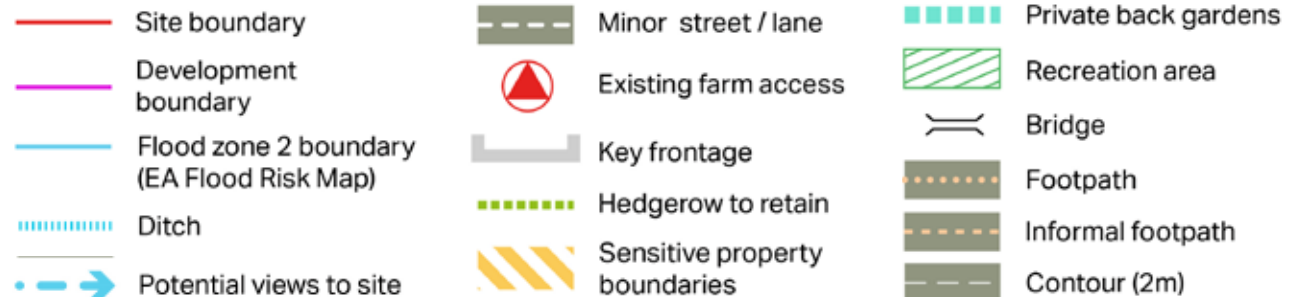 Site boundary
Development
boundary
Flood zone 2 boundary
(EA Flood Risk Map)
Ditch
Potential views to site
Minor street / lane
Existing farm access
Key frontage
Hedgerow to retain
Sensitive property
boundaries
Private back gardens
Recreation area
Bridge
Footpath
Informal footpath
Contour (2m)